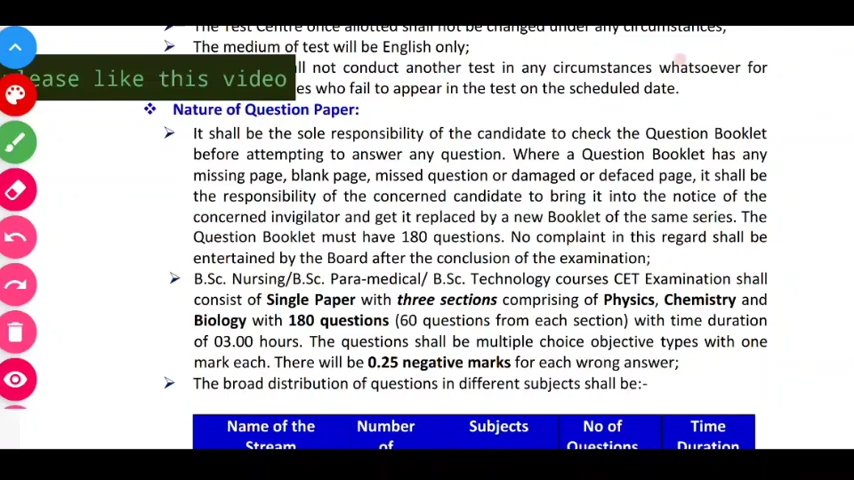 The Test Centre once allotted shall not be changed under any circumstances;
The medium of test will be English only;
ll not conduct another test in any circumstances whatsoever for
lease like this video
es who fail to appear in the test on the scheduled date.
Nature of Question Paper:
It shall be the sole responsibility of the candidate to check the Question Booklet
before attempting to answer any question. Where a Question Booklet has any
missing page, blank page, missed question or damaged or defaced page, it shall be
the responsibility of the concerned candidate to bring it into the notice of the
concerned invigilator and get it replaced by a new Booklet of the same series. The
Question Booklet must have 180 questions. No complaint in this regard shall be
entertained by the Board after the conclusion of the examination;
B.Sc. Nursing/B.Sc. Para-medical/ B.Sc. Technology courses CET Examination shall
consist of Single Paper with three sections comprising of Physics, Chemistry and
Biology with 180 questions (60 questions from each section) with time duration
of 03.00 hours. The questions shall be multiple choice objective types with one
mark each. There will be 0.25 negative marks for each wrong answer;
The broad distribution of questions in different subjects shall be:-
Name of the Number Subjects No of Time
Stream of Questions Duration